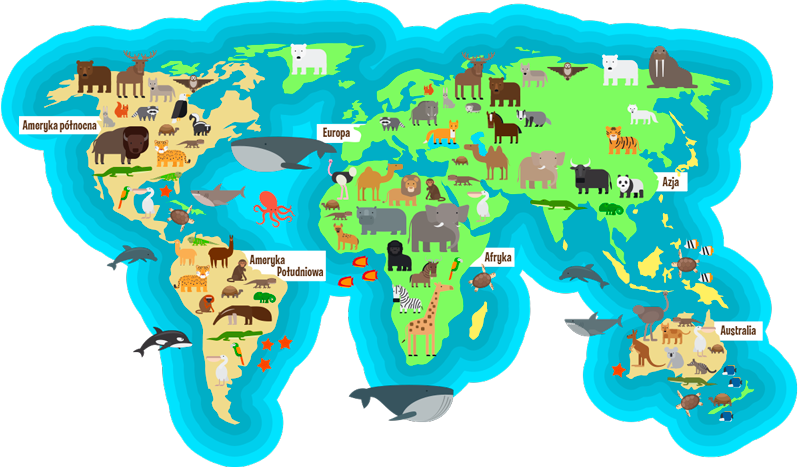 Ameryka północna
Europa
Azja
Ameryka
Południowa
Afryka
Australia